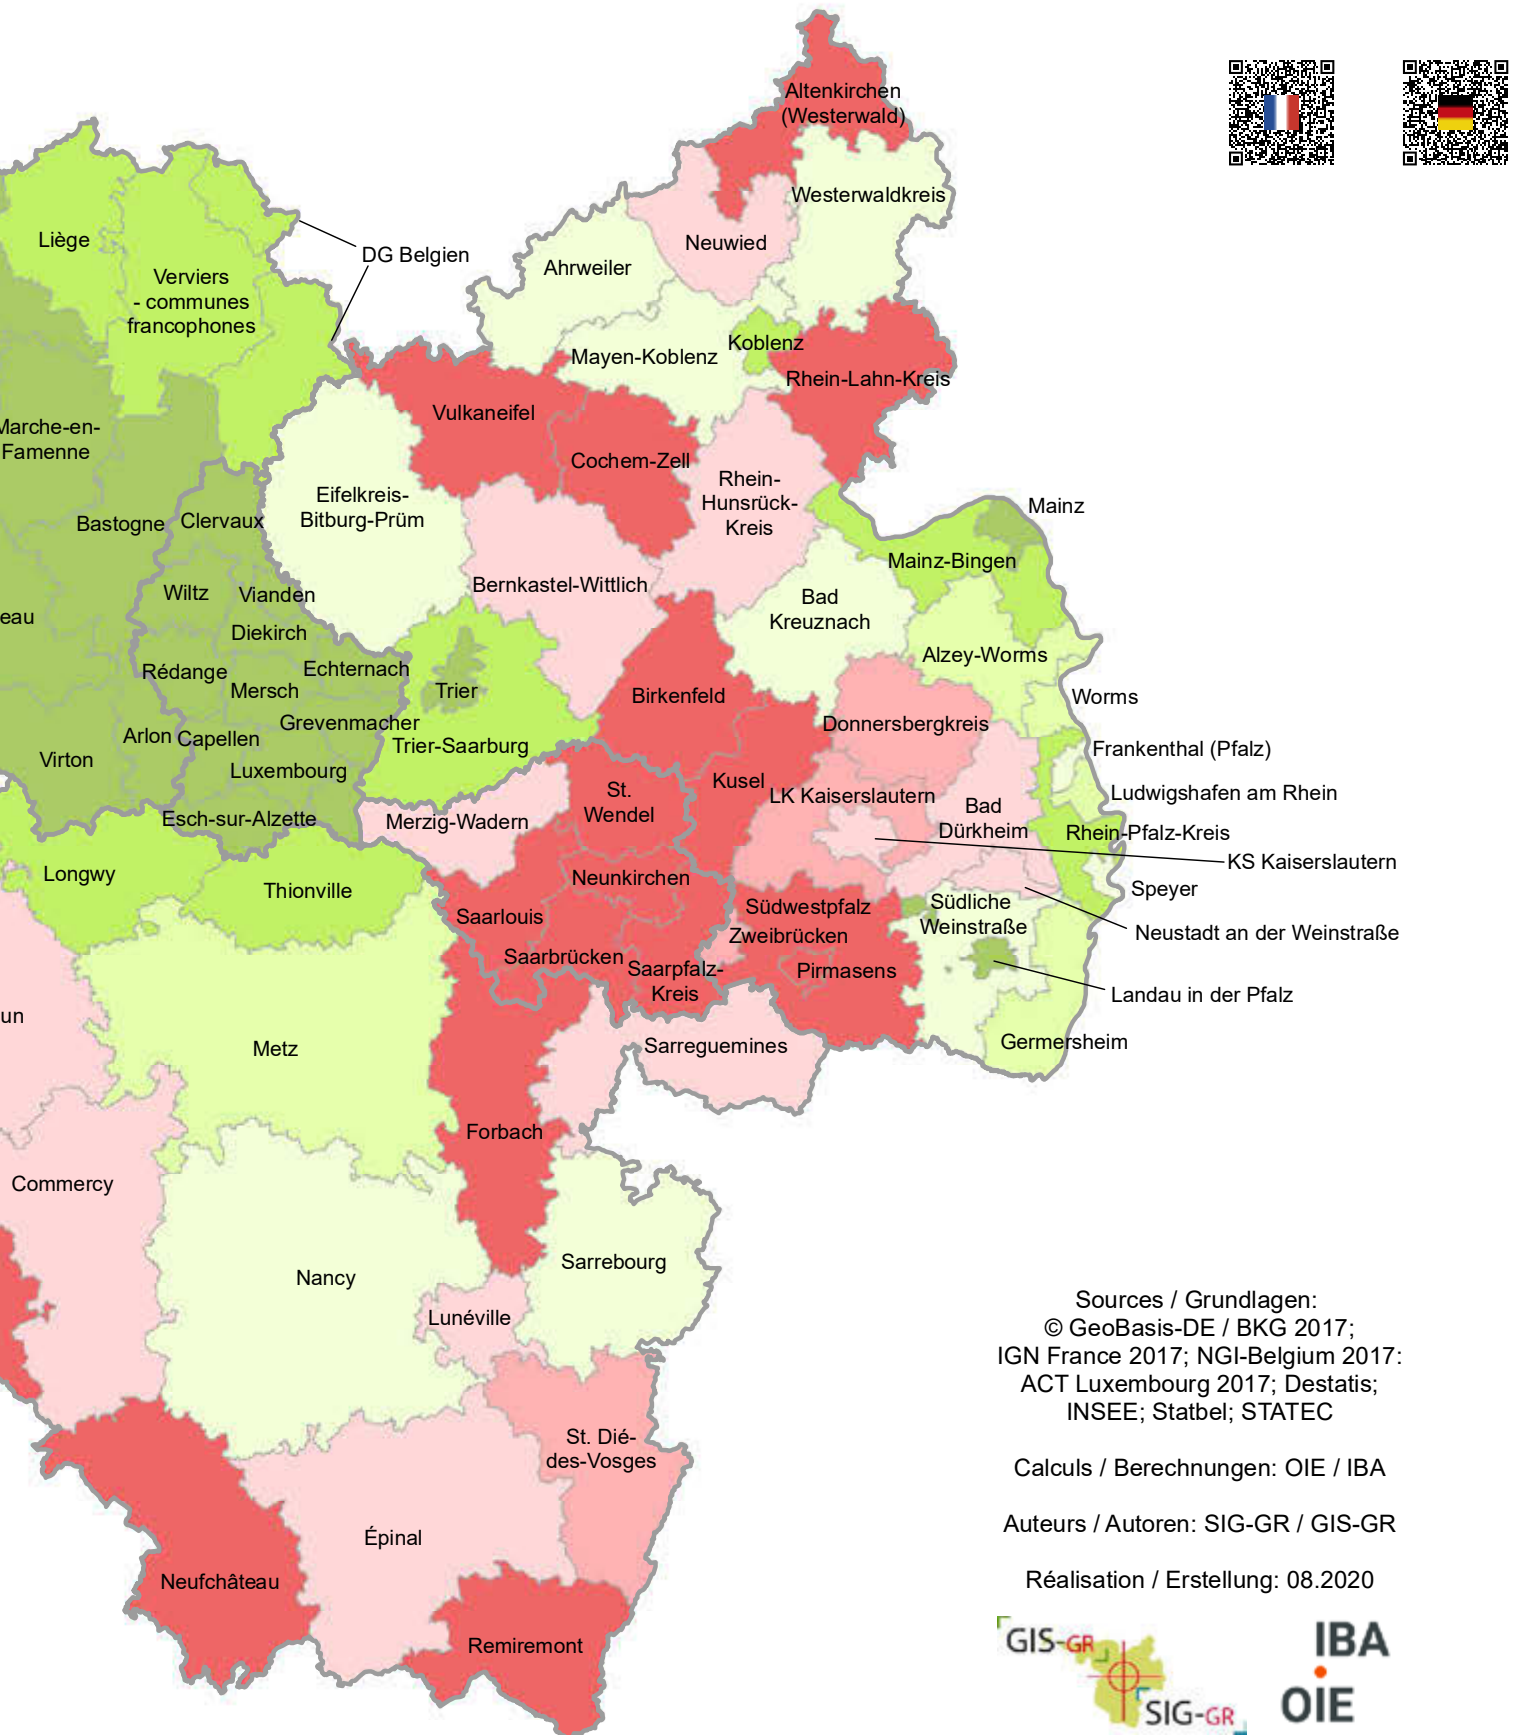 Altenkirchen
(Westerwald)
Westerwaldkreis
Neuwied
Liège
DG Belgien
Ahrweiler
Verviers
- communes
francophones
Koblenz
Mayen-Koblenz
Rhein-Lahn-Kreis
Vulkaneifel
Marche-en-
Famenne
Cochem-Zell
Rhein-
Hunsrück-
Kreis
Eifelkreis-
Bitburg-Prüm
Mainz
Bastogne
Clervaux
Mainz-Bingen
Bernkastel-Wittlich
Wiltz
Vianden
Bad
Kreuznach
eau
Diekirch
Alzey-Worms
Echternach
Rédange
Mersch
Trier
Birkenfeld
Worms
Grevenmacher
Donnersbergkreis
Arlon
Capellen
Trier-Saarburg
Frankenthal (Pfalz)
Virton
Luxembourg
Kusel
St.
Wendel
LK Kaiserslautern
Ludwigshafen am Rhein
Bad
Dürkheim
Esch-sur-Alzette
Merzig-Wadern
Rhein-Pfalz-Kreis
KS Kaiserslautern
Longwy
Thionville
Neunkirchen
Speyer
Saarlouis
Südwestpfalz
Südliche
Weinstraße
Zweibrücken
Neustadt an der Weinstraße
Saarbrücken
Saarpfalz-
Kreis
Pirmasens
Landau in der Pfalz
un
Metz
Sarreguemines
Germersheim
Forbach
Commercy
Sarrebourg
Nancy
Lunéville
St. Dié-
des-Vosges
Épinal
Neufchâteau
Remiremont
Sources / Grundlagen:
© GeoBasis-DE / BKG 2017;
IGN France 2017; NGI-Belgium 2017:
ACT Luxembourg 2017; Destatis;
INSEE; Statbel; STATEC
Calculs / Berechnungen: OIE / IBA
Auteurs / Autoren: SIG-GR / GIS-GR
Réalisation / Erstellung: 08.2020
GIS-GR
SIG-GR
IBA
OIE